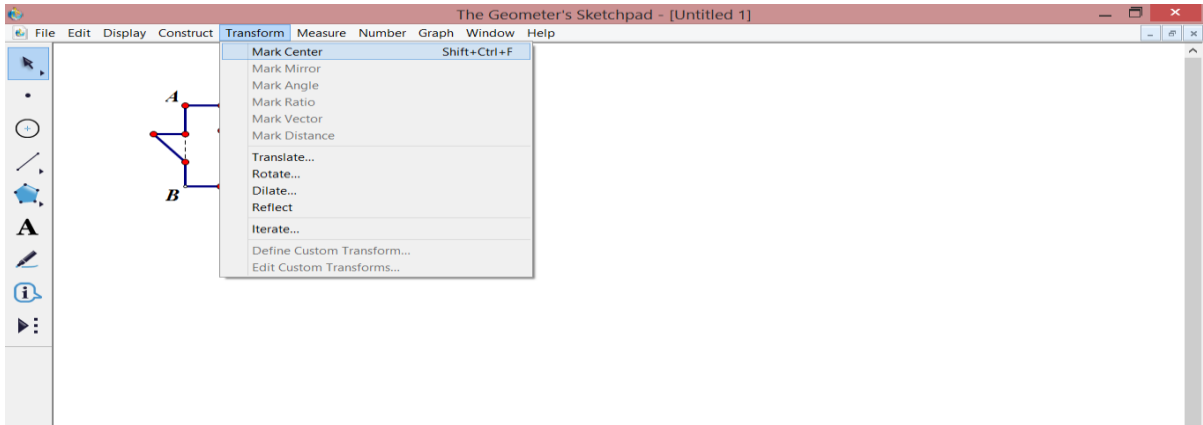 The Geometer's Sketchpad - [Untitled 1]
File Edit Display Construct Transform Measure Number Graph Window Help
Mark Center Shift+Ctrl+F
Mark Mirror
Mark Angle
Mark Ratio
Mark Vector
Mark Distance
Translate...
Rotate...
Dilate...
Reflect
Iterate...
Define Custom Transform...
Edit Custom Transforms...
A
B
A
i